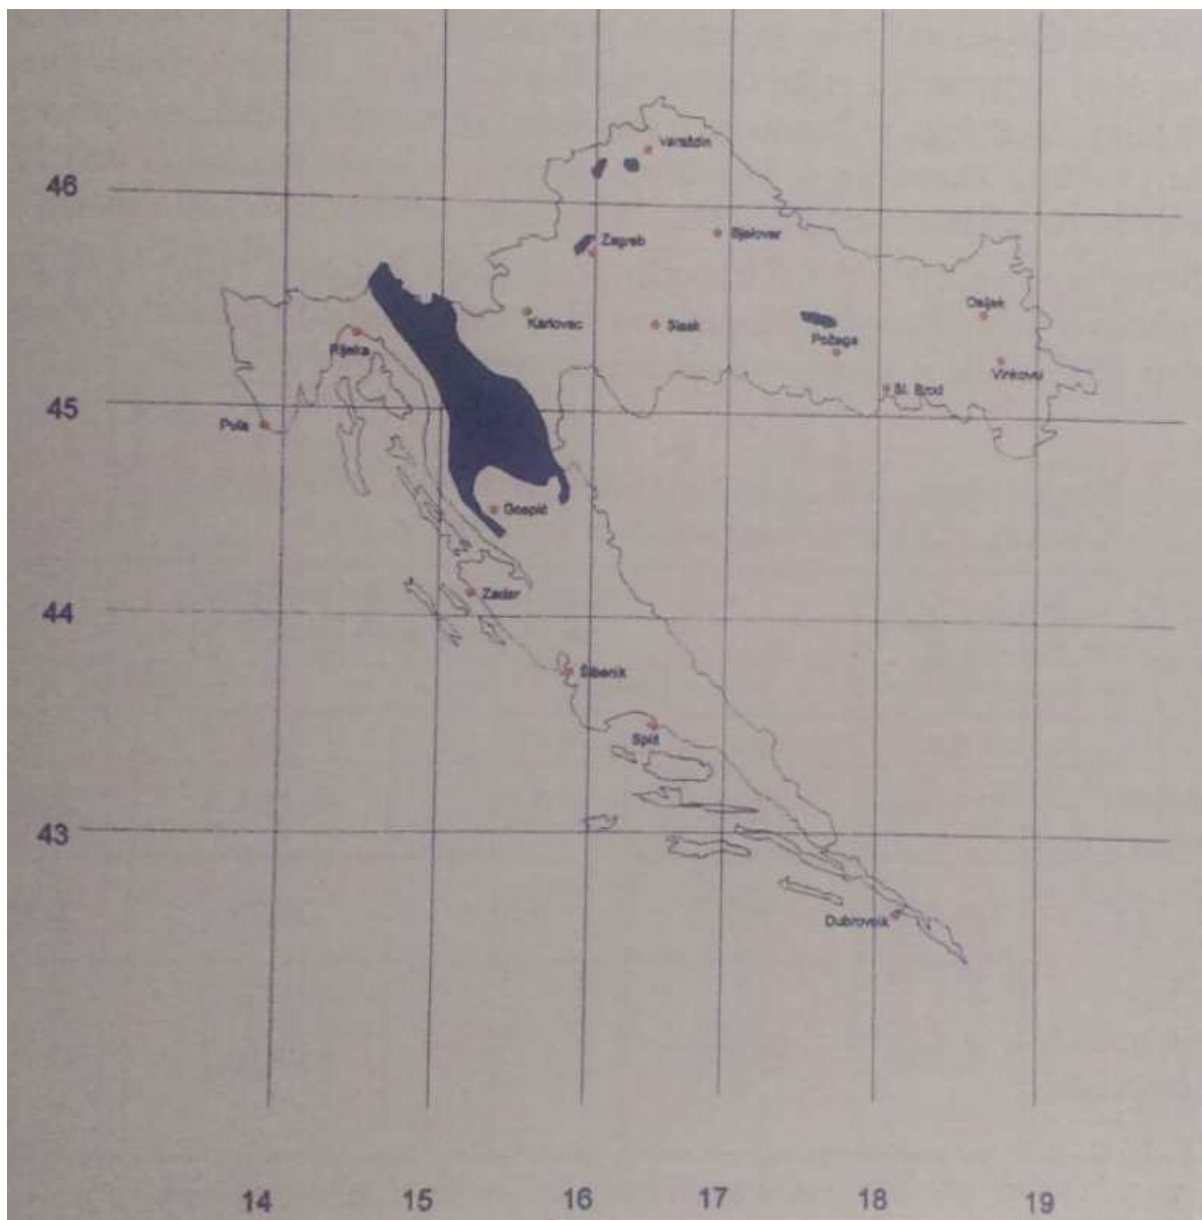 Varaždin
46
Zagreb
Bjelovar
Osijek
Karlovac
Sisak
Rijeka
Požega
Vinkovci
Sl. Brod
45
Pula
Gospić
Zadar
44
Šibenik
Split
43
Dubrovnik
14 15 16 17 18 19